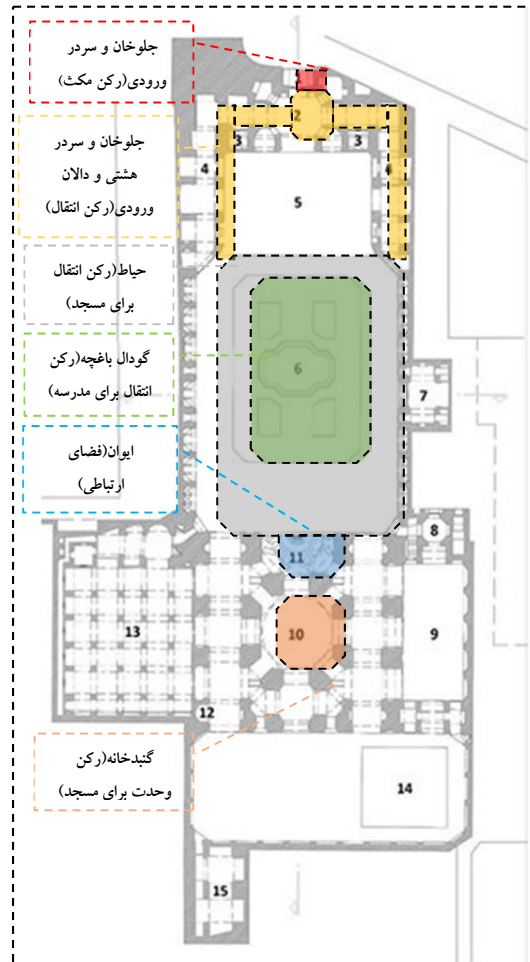 جلوخان و سردر
ورودی(رکن مکث)
جلوخان و سردر
هشتی و دالان
ورودی(رکن انتقال)
حیاط(رکن انتقال
برای مسجد)
گودال باغچه(رکن
انتقال برای مدرسه)
ایوان(فضای
ارتباطی)
گنبدخانه(رکن
وحدت برای مسجد)
2
3
3
4
5
6
7
8
9
10
11
12
13
14
15